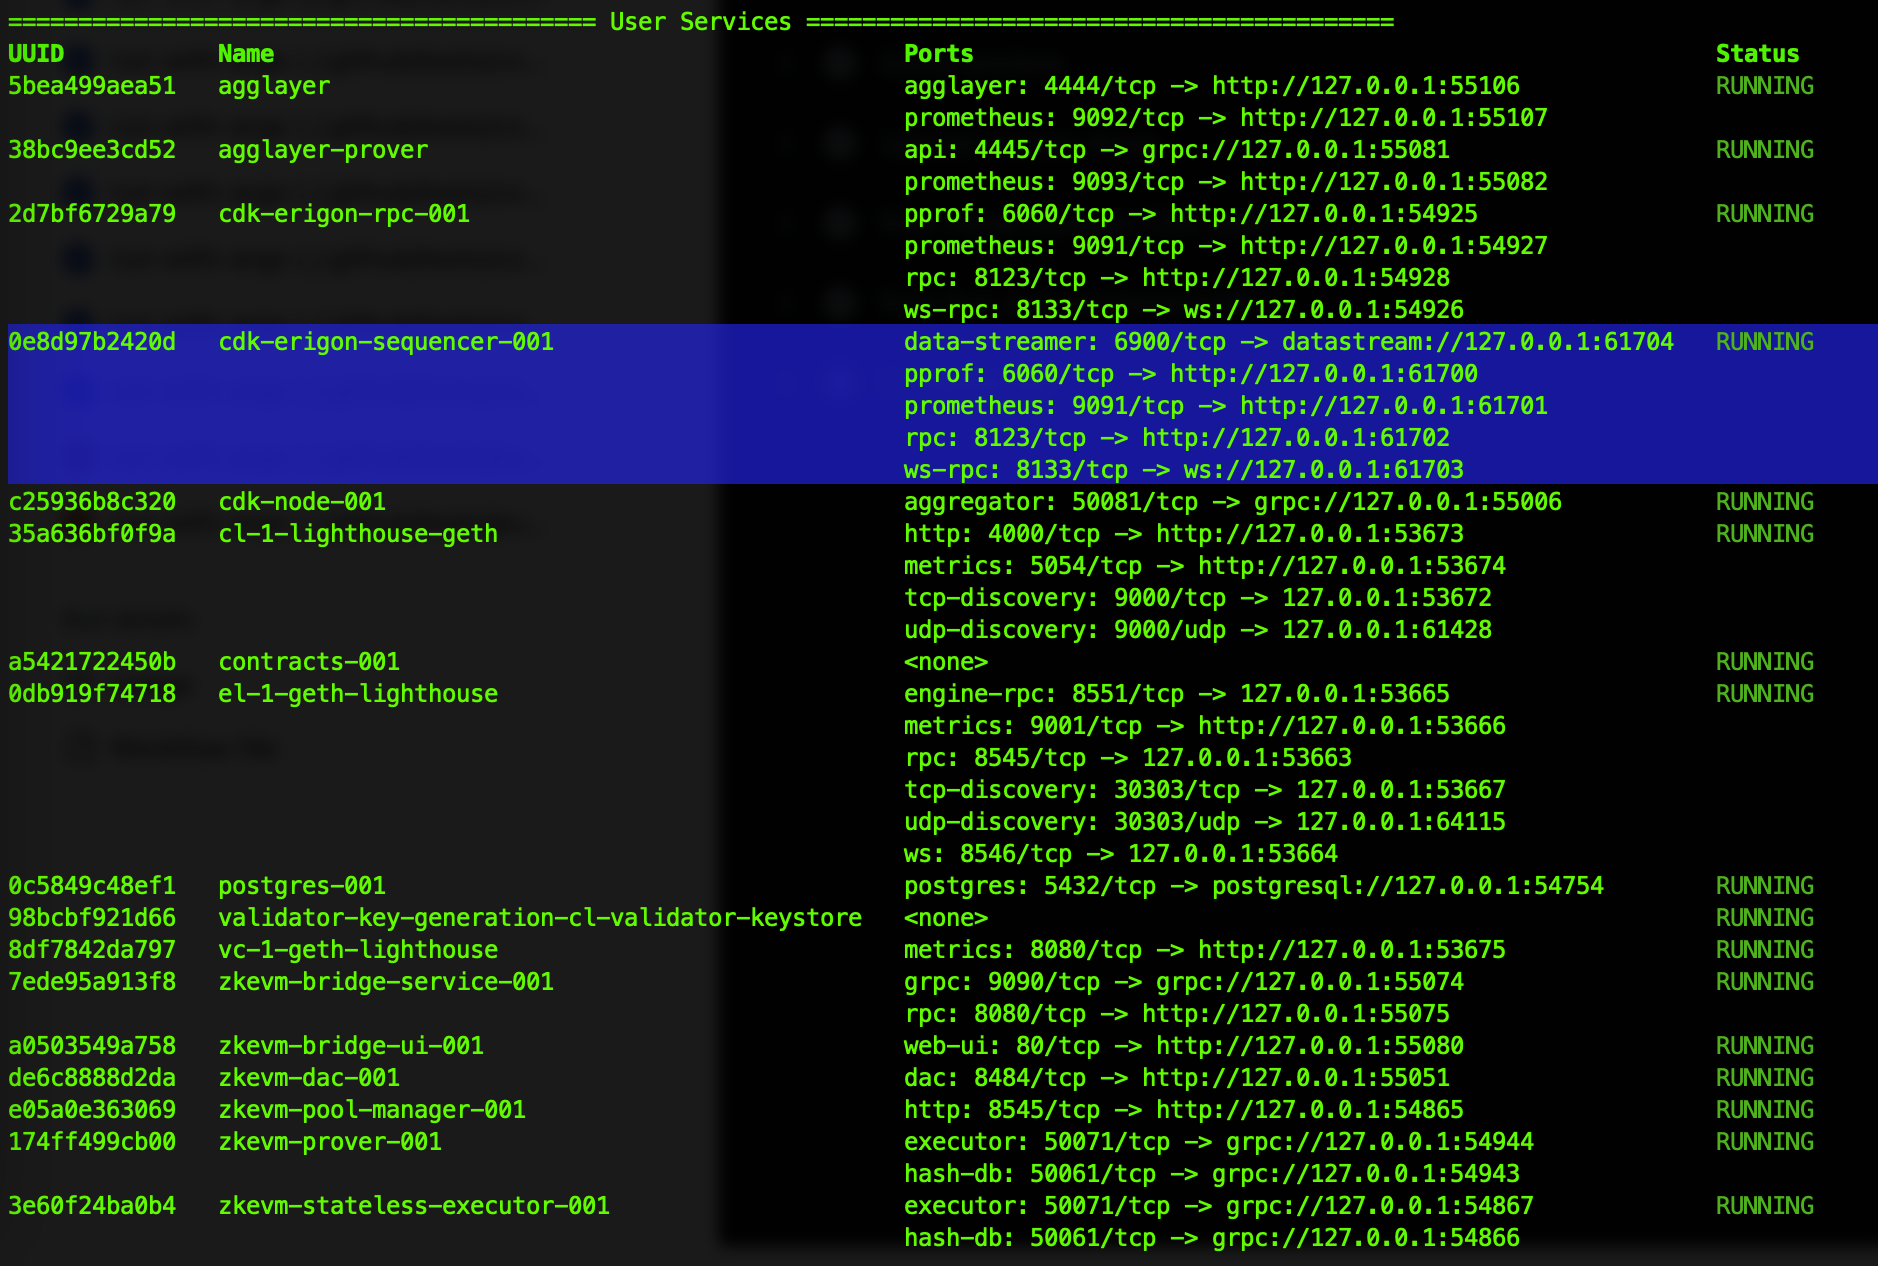 ========================================== User Services ==========================================
UUID Name Ports Status
5bea499aea51 agglayer agglayer: 4444/tcp -> http://127.0.0.1:55106 RUNNING
prometheus: 9092/tcp -> http://127.0.0.1:55107
38bc9ee3cd52 agglayer-prover api: 4445/tcp -> grpc://127.0.0.1:55081 RUNNING
prometheus: 9093/tcp -> http://127.0.0.1:55082
2d7bf6729a79 cdk-erigon-rpc-001 pprof: 6060/tcp -> http://127.0.0.1:54925 RUNNING
prometheus: 9091/tcp -> http://127.0.0.1:54927
rpc: 8123/tcp -> http://127.0.0.1:54928
ws-rpc: 8133/tcp -> ws://127.0.0.1:54926
0e8d97b2420d cdk-erigon-sequencer-001 data-streamer: 6900/tcp -> datastream://127.0.0.1:61704 RUNNING
pprof: 6060/tcp -> http://127.0.0.1:61700
prometheus: 9091/tcp -> http://127.0.0.1:61701
rpc: 8123/tcp -> http://127.0.0.1:61702
ws-rpc: 8133/tcp -> ws://127.0.0.1:61703
c25936b8c320 cdk-node-001 aggregator: 50081/tcp -> grpc://127.0.0.1:55006 RUNNING
35a636bf0f9a cl-1-lighthouse-geth http: 4000/tcp -> http://127.0.0.1:53673 RUNNING
metrics: 5054/tcp -> http://127.0.0.1:53674
tcp-discovery: 9000/tcp -> 127.0.0.1:53672
udp-discovery: 9000/udp -> 127.0.0.1:61428
a5421722450b contracts-001 <none> RUNNING
0db919f74718 el-1-geth-lighthouse engine-rpc: 8551/tcp -> 127.0.0.1:53665 RUNNING
metrics: 9001/tcp -> http://127.0.0.1:53666
rpc: 8545/tcp -> 127.0.0.1:53663
tcp-discovery: 30303/tcp -> 127.0.0.1:53667
udp-discovery: 30303/udp -> 127.0.0.1:64115
ws: 8546/tcp -> 127.0.0.1:53664
0c5849c48ef1 postgres-001 postgres: 5432/tcp -> postgresql://127.0.0.1:54754 RUNNING
98bcbf921d66 validator-key-generation-cl-validator-keystore <none> RUNNING
8df7842da797 vc-1-geth-lighthouse metrics: 8080/tcp -> http://127.0.0.1:53675 RUNNING
7ede95a913f8 zkevm-bridge-service-001 grpc: 9090/tcp -> grpc://127.0.0.1:55074 RUNNING
rpc: 8080/tcp -> http://127.0.0.1:55075
a0503549a758 zkevm-bridge-ui-001 web-ui: 80/tcp -> http://127.0.0.1:55080 RUNNING
de6c8888d2da zkevm-dac-001 dac: 8484/tcp -> http://127.0.0.1:55051 RUNNING
e05a0e363069 zkevm-pool-manager-001 http: 8545/tcp -> http://127.0.0.1:54865 RUNNING
174ff499cb00 zkevm-prover-001 executor: 50071/tcp -> grpc://127.0.0.1:54944 RUNNING
hash-db: 50061/tcp -> grpc://127.0.0.1:54943
3e60f24ba0b4 zkevm-stateless-executor-001 executor: 50071/tcp -> grpc://127.0.0.1:54867 RUNNING
hash-db: 50061/tcp -> grpc://127.0.0.1:54866